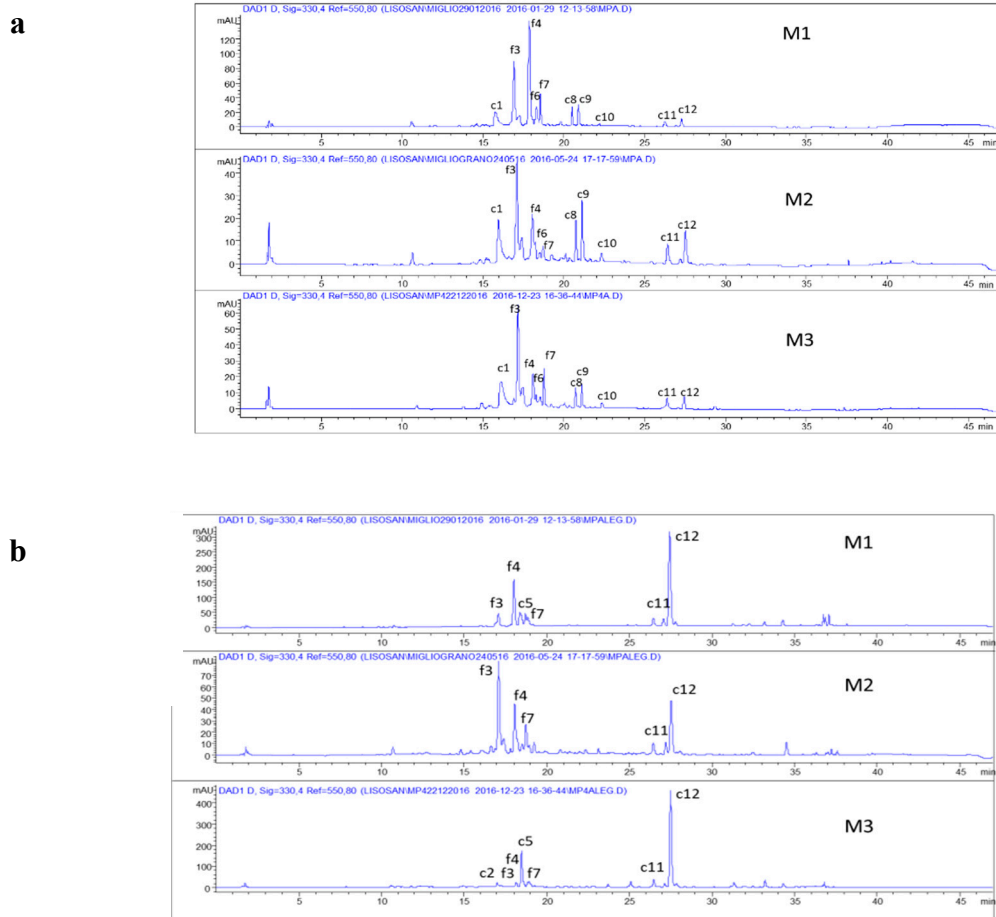 a
DAD1 D, Sig=330,4 Ref=550,80 (LISOSAN\MIGLIO29012016 2016-01-29 12-13-58\MPA.D)
mAU
120
100
80
60
40
20
0
c1
f3
f4
f6
f7
c8
c9
c10
c11
c12
M1
5 10 15 20 25 30 35 40 45 min
DAD1 D, Sig=330,4 Ref=550,80 (LISOSAN\MIGLIOGRANO240516 2016-05-24 17-17-59\MPA.D)
mAU
40
30
20
10
0
c1
f3
f4
f6
f7
c8
c9
c10
c11
c12
M2
5 10 15 20 25 30 35 40 45 min
DAD1 D, Sig=330,4 Ref=550,80 (LISOSAN\MP422122016 2016-12-23 16-36-44\MP4A.D)
mAU
60
50
40
30
20
10
0
c1
f3
f4
f6
f7
c8
c9
c10
c11
c12
M3
5 10 15 20 25 30 35 40 45 min
b
DAD1 D, Sig=330,4 Ref=550,80 (LISOSAN\MIGLIO29012016 2016-01-29 12-13-58\MPALEG.D)
mAU
300
250
200
150
100
50
0
f3
f4
c5
f7
c11
c12
M1
5 10 15 20 25 30 35 40 45 min
DAD1 D, Sig=330,4 Ref=550,80 (LISOSAN\MIGLIOGRANO240516 2016-05-24 17-17-59\MPALEG.D)
mAU
70
60
50
40
30
20
10
0
f3
f4
f7
c11
c12
M2
5 10 15 20 25 30 35 40 45 min
DAD1 D, Sig=330,4 Ref=550,80 (LISOSAN\MP422122016 2016-12-23 16-36-44\MP4ALEG.D)
mAU
400
300
200
100
0
c2
f3
f4
c5
f7
c11
c12
M3
5 10 15 20 25 30 35 40 45 min